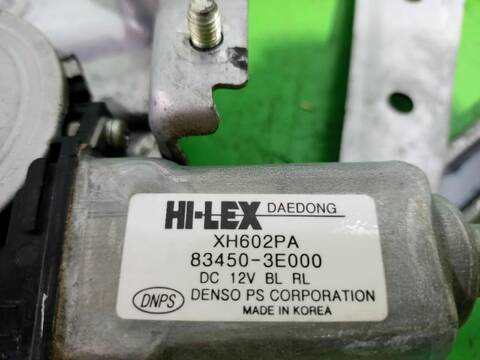 HI-LEX DAEDONG
XH602PA
83450-3E000
DC 12V BL RL
DNPS DENSO PS CORPORATION
MADE IN KOREA